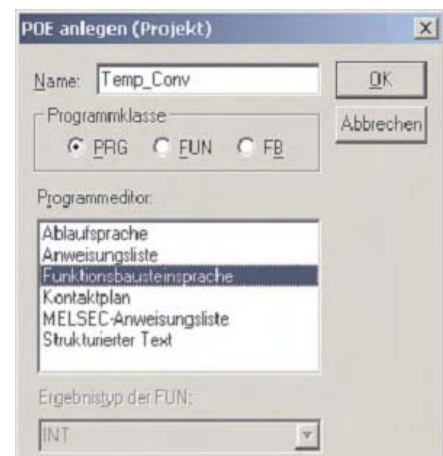 POE anlegen (Projekt)
Name: Temp_Conv
OK
Programmklasse
Abbrechen
PRG FUN FB
Programmeditor:
Ablaufsprache
Anweisungsliste
Funktionsbausteinsprache
Kontaktplan
MELSEC-Anweisungsliste
Strukturierter Text
Ergebnistyp der FUN:
INT